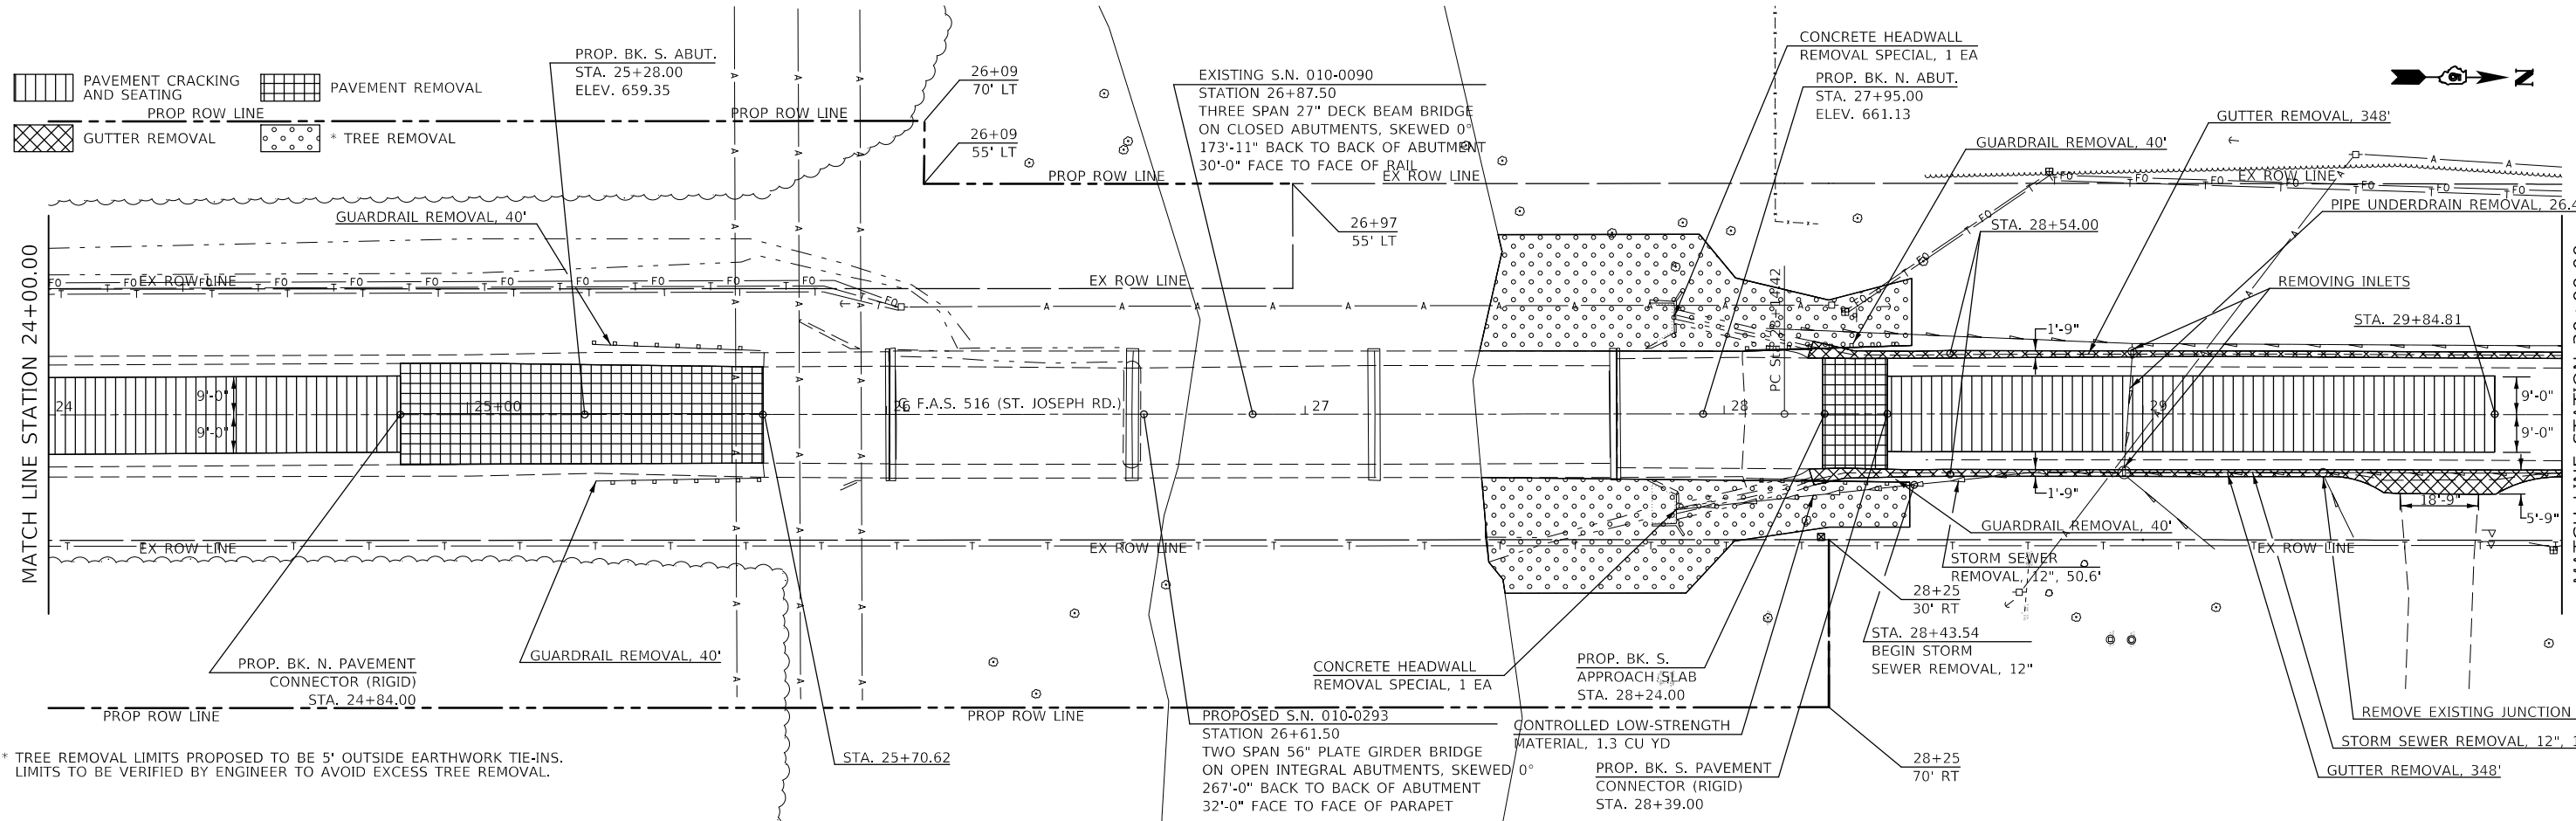 PAVEMENT CRACKING
AND SEATING
PAVEMENT REMOVAL
GUTTER REMOVAL
* TREE REMOVAL
PROP ROW LINE
PROP ROW LINE
PROP. BK. S. ABUT.
STA. 25+28.00
ELEV. 659.35
26+09
70' LT
26+09
55' LT
PROP ROW LINE
EXISTING S.N. 010-0090
STATION 26+87.50
THREE SPAN 27" DECK BEAM BRIDGE
ON CLOSED ABUTMENTS, SKEWED 0°
173'-11" BACK TO BACK OF ABUTMENT
30'-0" FACE TO FACE OF RAIL
EX ROW LINE
26+97
55' LT
CONCRETE HEADWALL
REMOVAL SPECIAL, 1 EA
PROP. BK. N. ABUT.
STA. 27+95.00
ELEV. 661.13
N
GUTTER REMOVAL, 348'
GUARDRAIL REMOVAL, 40'
EX ROW LINE
PIPE UNDERDRAIN REMOVAL, 26.4
STA. 28+54.00
REMOVING INLETS
STA. 29+84.81
GUARDRAIL REMOVAL, 40'
EX ROW LINE
EX ROW LINE
MATCH LINE STATION 24+00.00
24
9'-0"
9'-0"
25+00
26
℄ F.A.S. 516 (ST. JOSEPH RD.)
27
28
PC Sta 28+14.42
29
1'-9"
1'-9"
9'-0"
9'-0"
18'-9"
5'-9"
EX ROW LINE
EX ROW LINE
EX ROW LINE
GUARDRAIL REMOVAL, 40'
STORM SEWER
REMOVAL, 12", 50.6'
28+25
30' RT
STA. 28+43.54
BEGIN STORM
SEWER REMOVAL, 12"
PROP. BK. N. PAVEMENT
CONNECTOR (RIGID)
STA. 24+84.00
GUARDRAIL REMOVAL, 40'
CONCRETE HEADWALL
REMOVAL SPECIAL, 1 EA
PROP. BK. S.
APPROACH SLAB
STA. 28+24.00
PROP ROW LINE
PROP ROW LINE
PROPOSED S.N. 010-0293
STATION 26+61.50
TWO SPAN 56" PLATE GIRDER BRIDGE
ON OPEN INTEGRAL ABUTMENTS, SKEWED 0°
267'-0" BACK TO BACK OF ABUTMENT
32'-0" FACE TO FACE OF PARAPET
CONTROLLED LOW-STRENGTH
MATERIAL, 1.3 CU YD
PROP. BK. S. PAVEMENT
CONNECTOR (RIGID)
STA. 28+39.00
28+25
70' RT
REMOVE EXISTING JUNCTION
STORM SEWER REMOVAL, 12", 1
GUTTER REMOVAL, 348'
STA. 25+70.62
* TREE REMOVAL LIMITS PROPOSED TO BE 5' OUTSIDE EARTHWORK TIE-INS.
LIMITS TO BE VERIFIED BY ENGINEER TO AVOID EXCESS TREE REMOVAL.